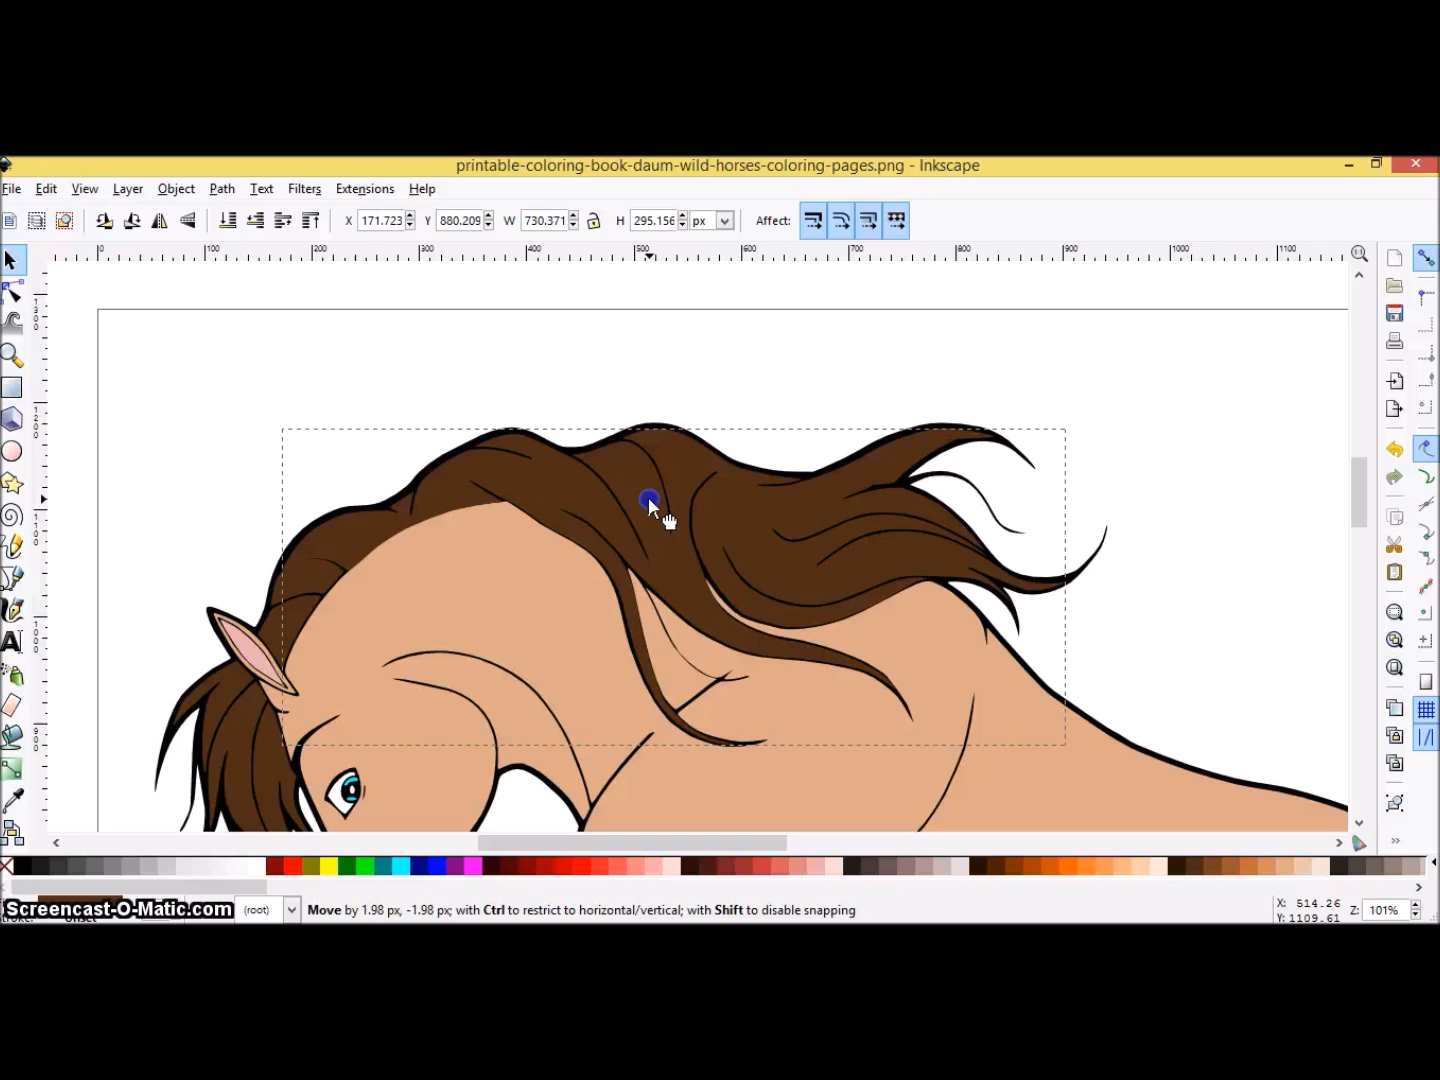 printable-coloring-book-daum-wild-horses-coloring-pages.png - Inkscape
File Edit View Layer Object Path Text Filters Extensions Help
X 171.723 Y 880.209 W 730.371 H 295.156 px Affect:
0 100 200 300 400 500 600 700 800 900 1000 1100
Screencast-O-Matic.com
(root) Move by 1.98 px, -1.98 px; with Ctrl to restrict to horizontal/vertical; with Shift to disable snapping
X: 514.26
Y: 1109.61
Z: 101%